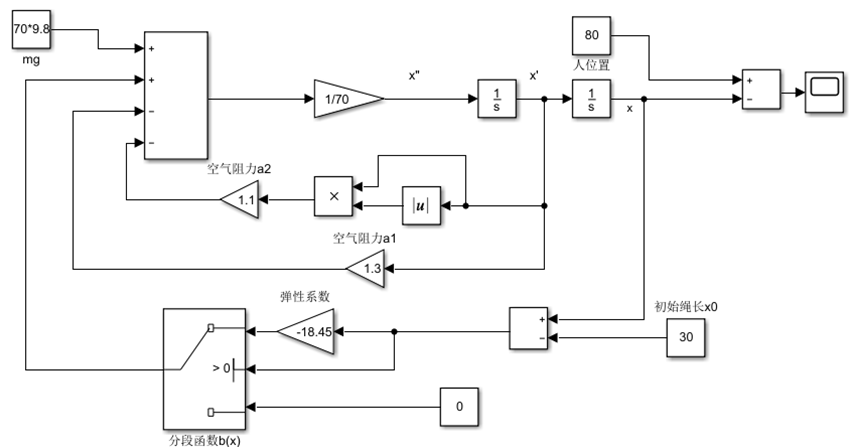 70*9.8
mg
+
+
−
−
1/70
x"
1
s
x'
1
s
x
80
人位置
+
−
空气阻力a2
1.1
×
|u|
空气阻力a1
1.3
弹性系数
-18.45
+
−
初始绳长x0
30
> 0
0
分段函数b(x)